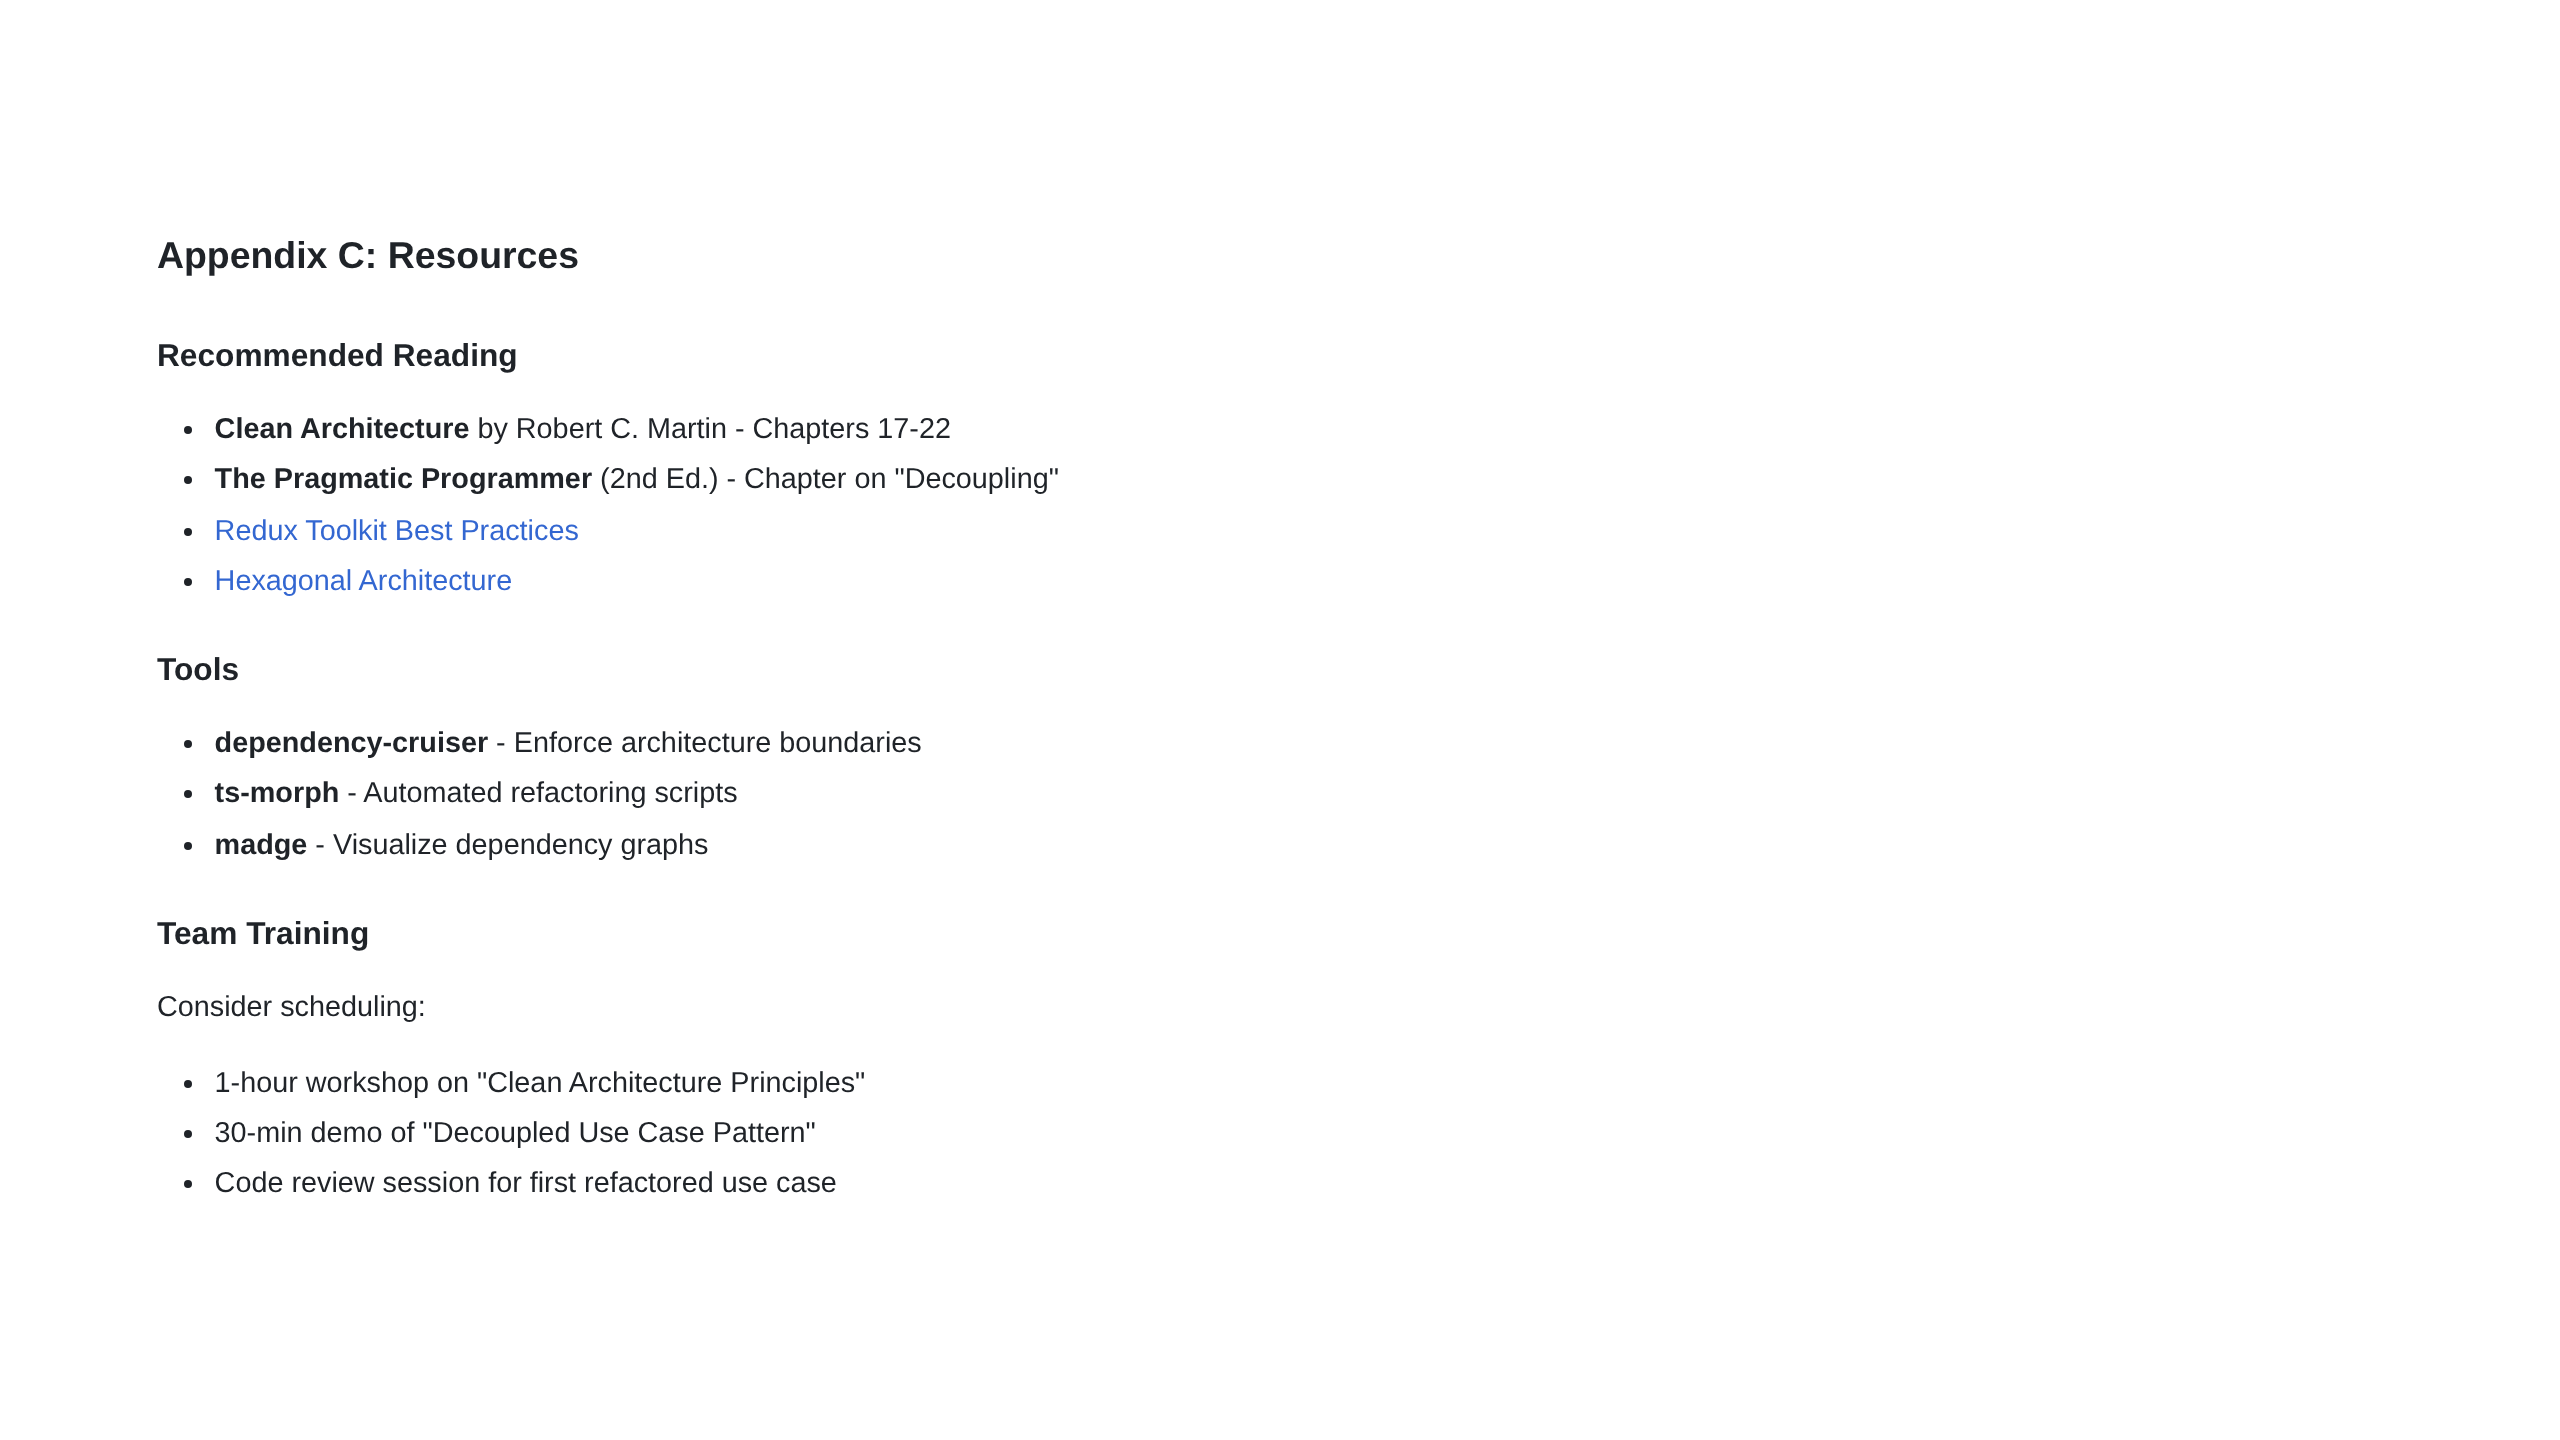 Appendix C: Resources
Recommended Reading
• Clean Architecture by Robert C. Martin - Chapters 17-22
• The Pragmatic Programmer (2nd Ed.) - Chapter on "Decoupling"
• Redux Toolkit Best Practices
• Hexagonal Architecture
Tools
• dependency-cruiser - Enforce architecture boundaries
• ts-morph - Automated refactoring scripts
• madge - Visualize dependency graphs
Team Training
Consider scheduling:
• 1-hour workshop on "Clean Architecture Principles"
• 30-min demo of "Decoupled Use Case Pattern"
• Code review session for first refactored use case